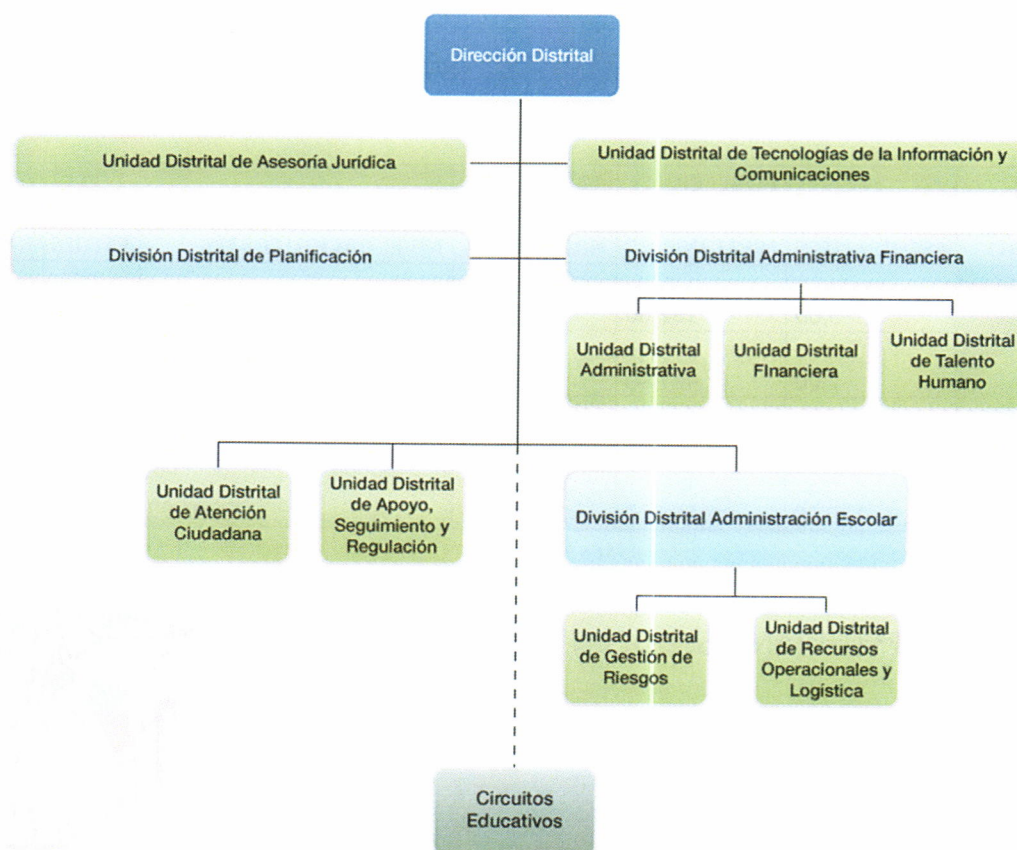 Dirección Distrital
Unidad Distrital de Asesoría Jurídica
Unidad Distrital de Tecnologías de la Información y
Comunicaciones
División Distrital de Planificación
División Distrital Administrativa Financiera
Unidad Distrital
Administrativa
Unidad Distrital
FInanciera
Unidad Distrital
de Talento
Humano
Unidad Distrital
de Atención
Ciudadana
Unidad Distrital
de Apoyo,
Seguimiento y
Regulación
División Distrital Administración Escolar
Unidad Distrital
de Gestión de
Riesgos
Unidad Distrital
de Recursos
Operacionales y
Logística
Circuitos
Educativos